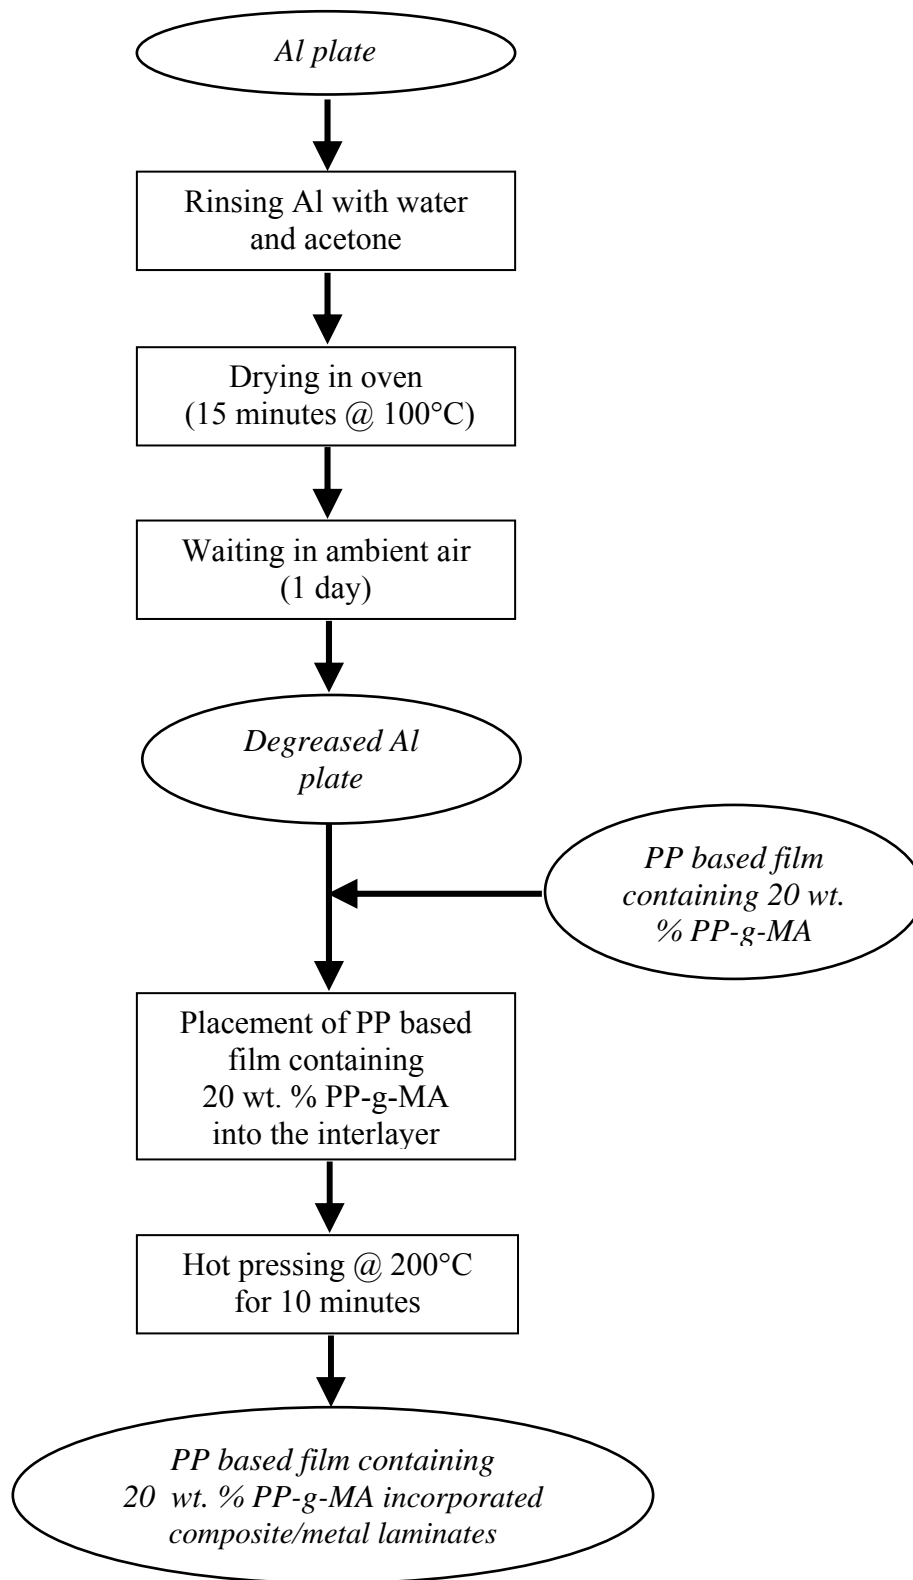 Al plate
Rinsing Al with water
and acetone
Drying in oven
(15 minutes @ 100°C)
Waiting in ambient air
(1 day)
Degreased Al
plate
PP based film
containing 20 wt.
% PP-g-MA
Placement of PP based
film containing
20 wt. % PP-g-MA
into the interlayer
Hot pressing @ 200°C
for 10 minutes
PP based film containing
20 wt. % PP-g-MA incorporated
composite/metal laminates